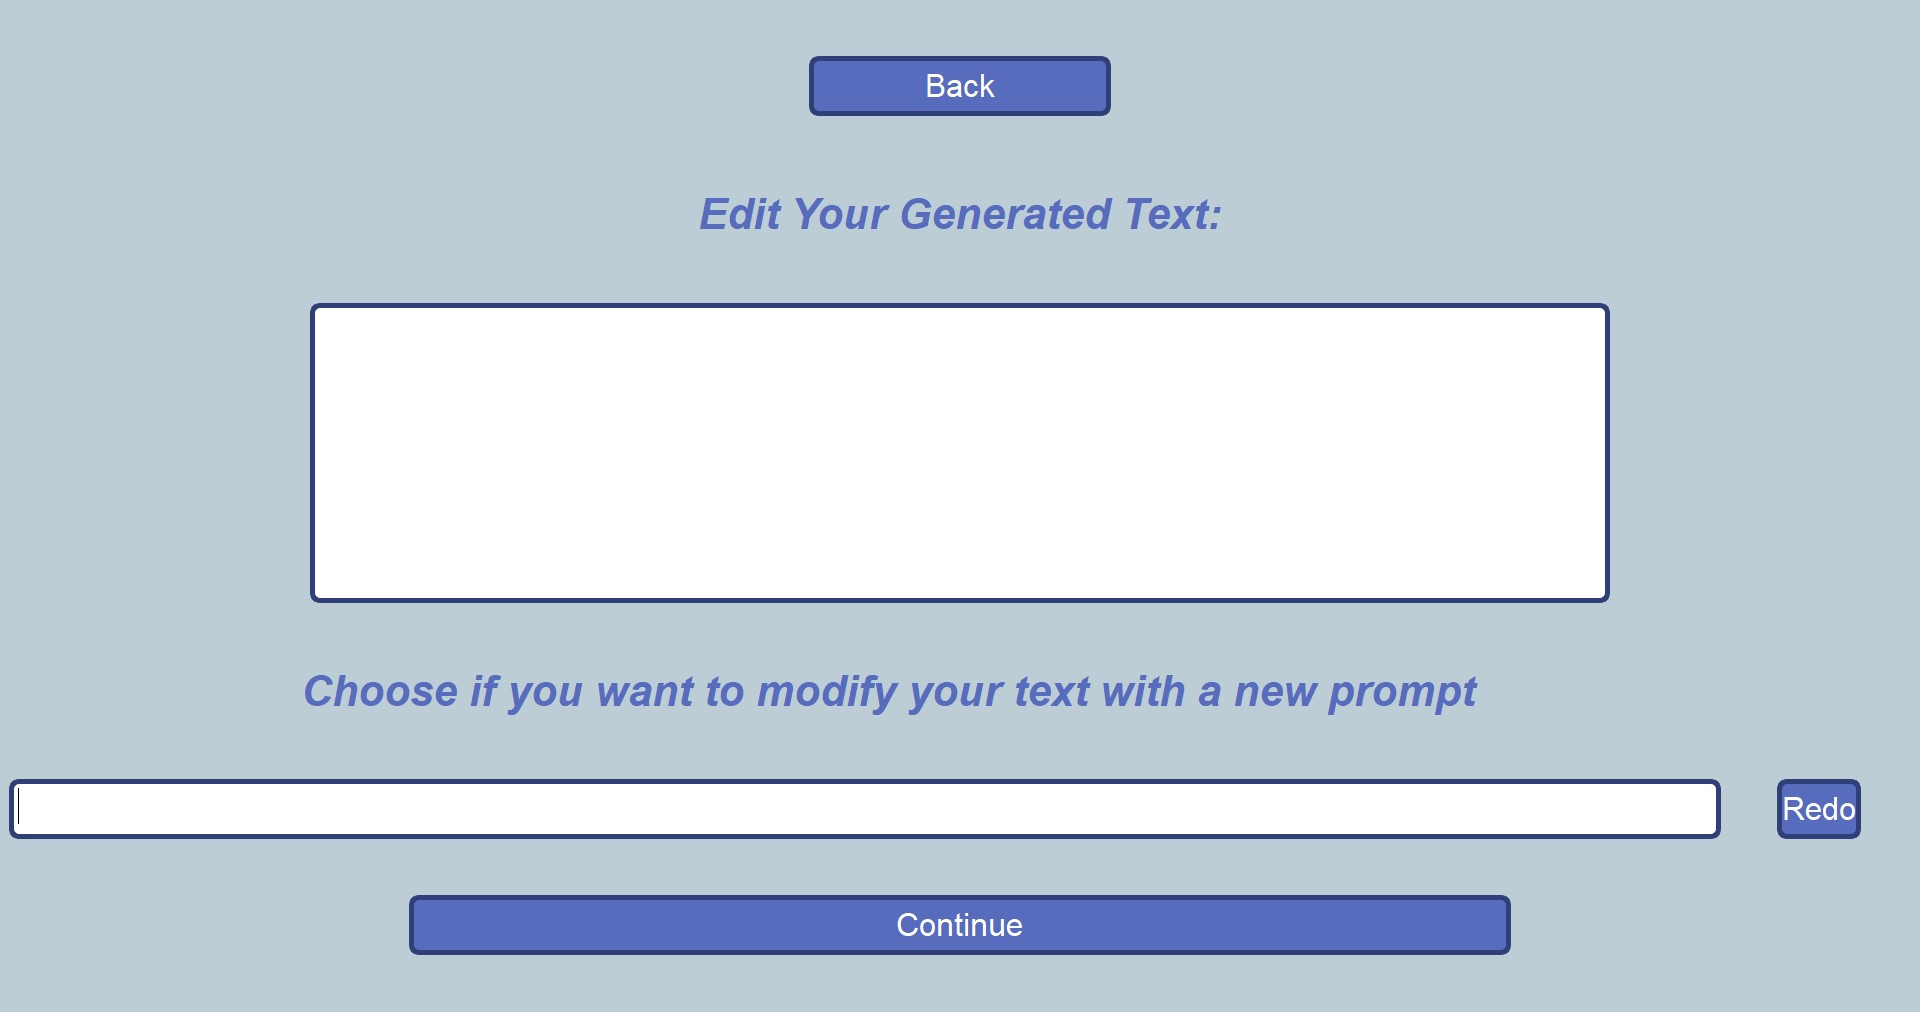 Back
Edit Your Generated Text:
Choose if you want to modify your text with a new prompt
Redo
Continue